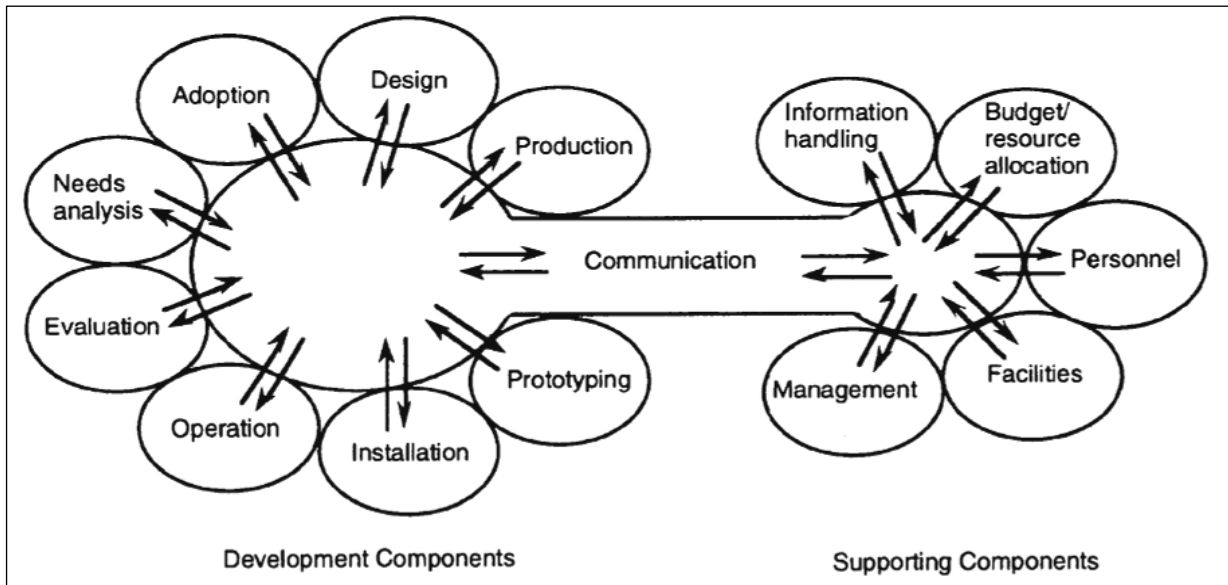 Design
Adoption
Production
Needs
analysis
Evaluation
Operation
Installation
Prototyping
Communication
Information
handling
Budget/
resource
allocation
Personnel
Facilities
Management
Development Components
Supporting Components